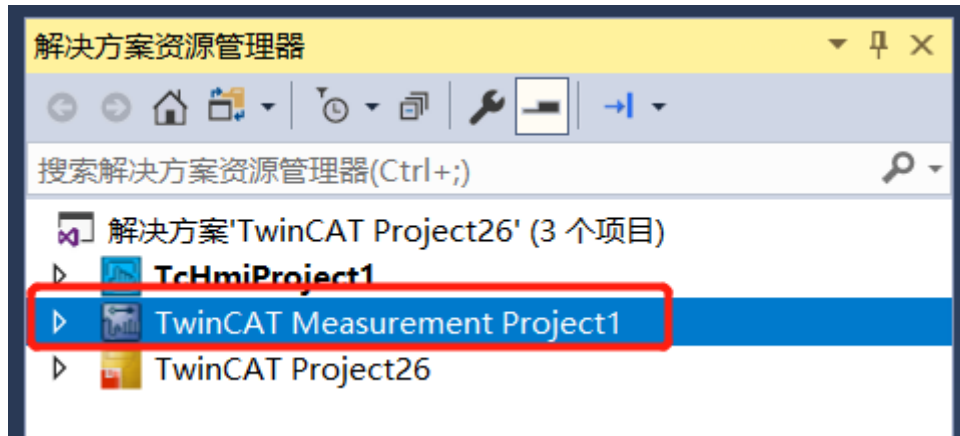 解决方案资源管理器
搜索解决方案资源管理器(Ctrl+;)
解决方案'TwinCAT Project26' (3 个项目)
TcHmiProject1
TwinCAT Measurement Project1
TwinCAT Project26